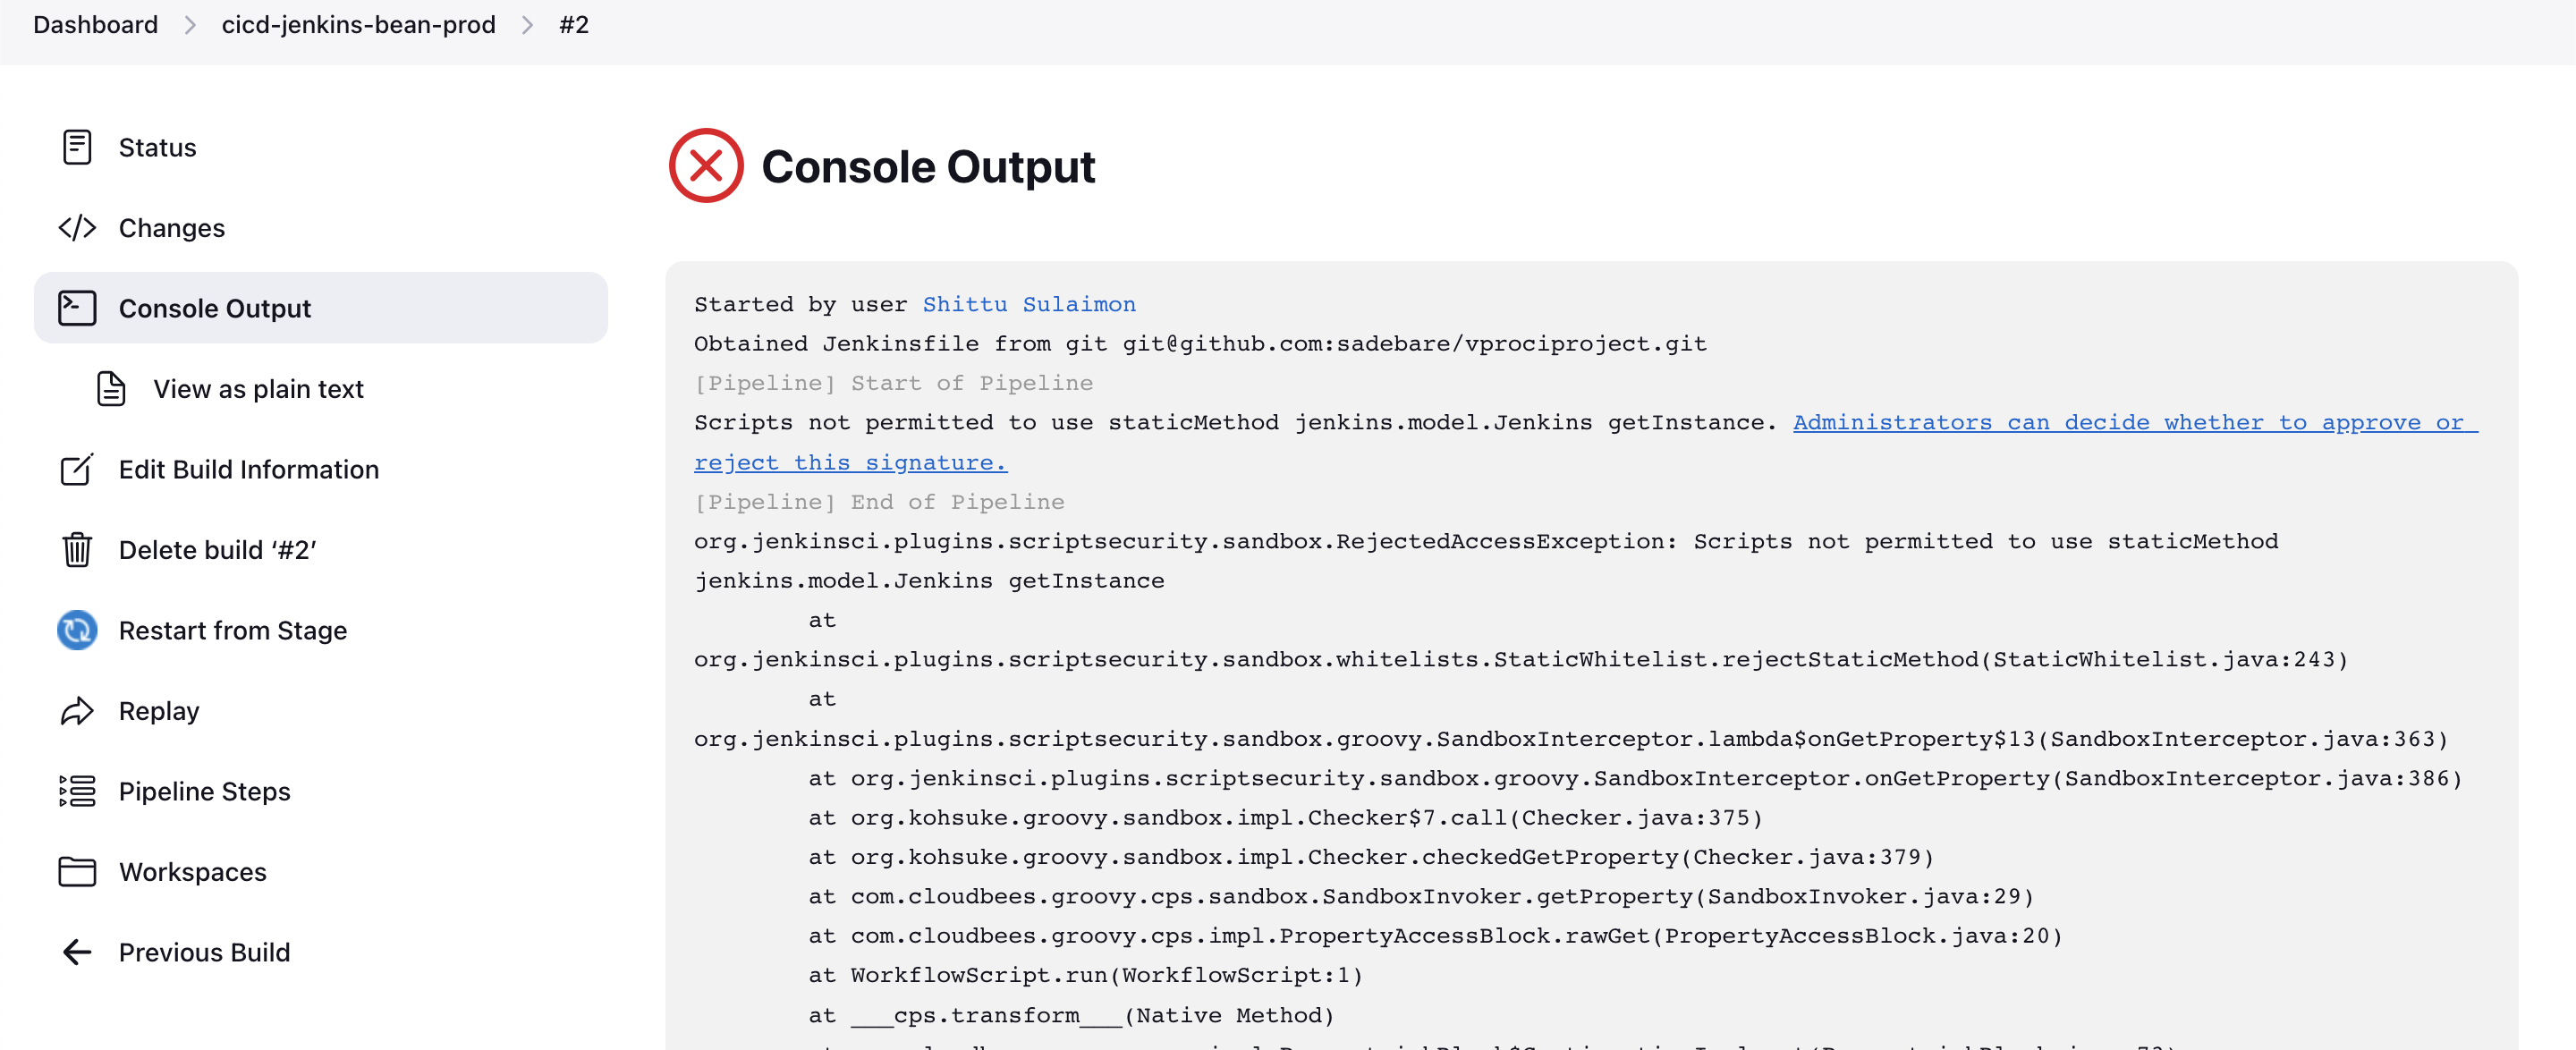 Dashboard > cicd-jenkins-bean-prod > #2
Status
Changes
Console Output
View as plain text
Edit Build Information
Delete build ‘#2’
Restart from Stage
Replay
Pipeline Steps
Workspaces
Previous Build
Console Output
Started by user Shittu Sulaimon
Obtained Jenkinsfile from git git@github.com:sadebare/vprociproject.git
[Pipeline] Start of Pipeline
Scripts not permitted to use staticMethod jenkins.model.Jenkins getInstance. Administrators can decide whether to approve or
reject this signature.
[Pipeline] End of Pipeline
org.jenkinsci.plugins.scriptsecurity.sandbox.RejectedAccessException: Scripts not permitted to use staticMethod
jenkins.model.Jenkins getInstance
at
org.jenkinsci.plugins.scriptsecurity.sandbox.whitelists.StaticWhitelist.rejectStaticMethod(StaticWhitelist.java:243)
at
org.jenkinsci.plugins.scriptsecurity.sandbox.groovy.SandboxInterceptor.lambda$onGetProperty$13(SandboxInterceptor.java:363)
at org.jenkinsci.plugins.scriptsecurity.sandbox.groovy.SandboxInterceptor.onGetProperty(SandboxInterceptor.java:386)
at org.kohsuke.groovy.sandbox.impl.Checker$7.call(Checker.java:375)
at org.kohsuke.groovy.sandbox.impl.Checker.checkedGetProperty(Checker.java:379)
at com.cloudbees.groovy.cps.sandbox.SandboxInvoker.getProperty(SandboxInvoker.java:29)
at com.cloudbees.groovy.cps.impl.PropertyAccessBlock.rawGet(PropertyAccessBlock.java:20)
at WorkflowScript.run(WorkflowScript:1)
at ___cps.transform___(Native Method)